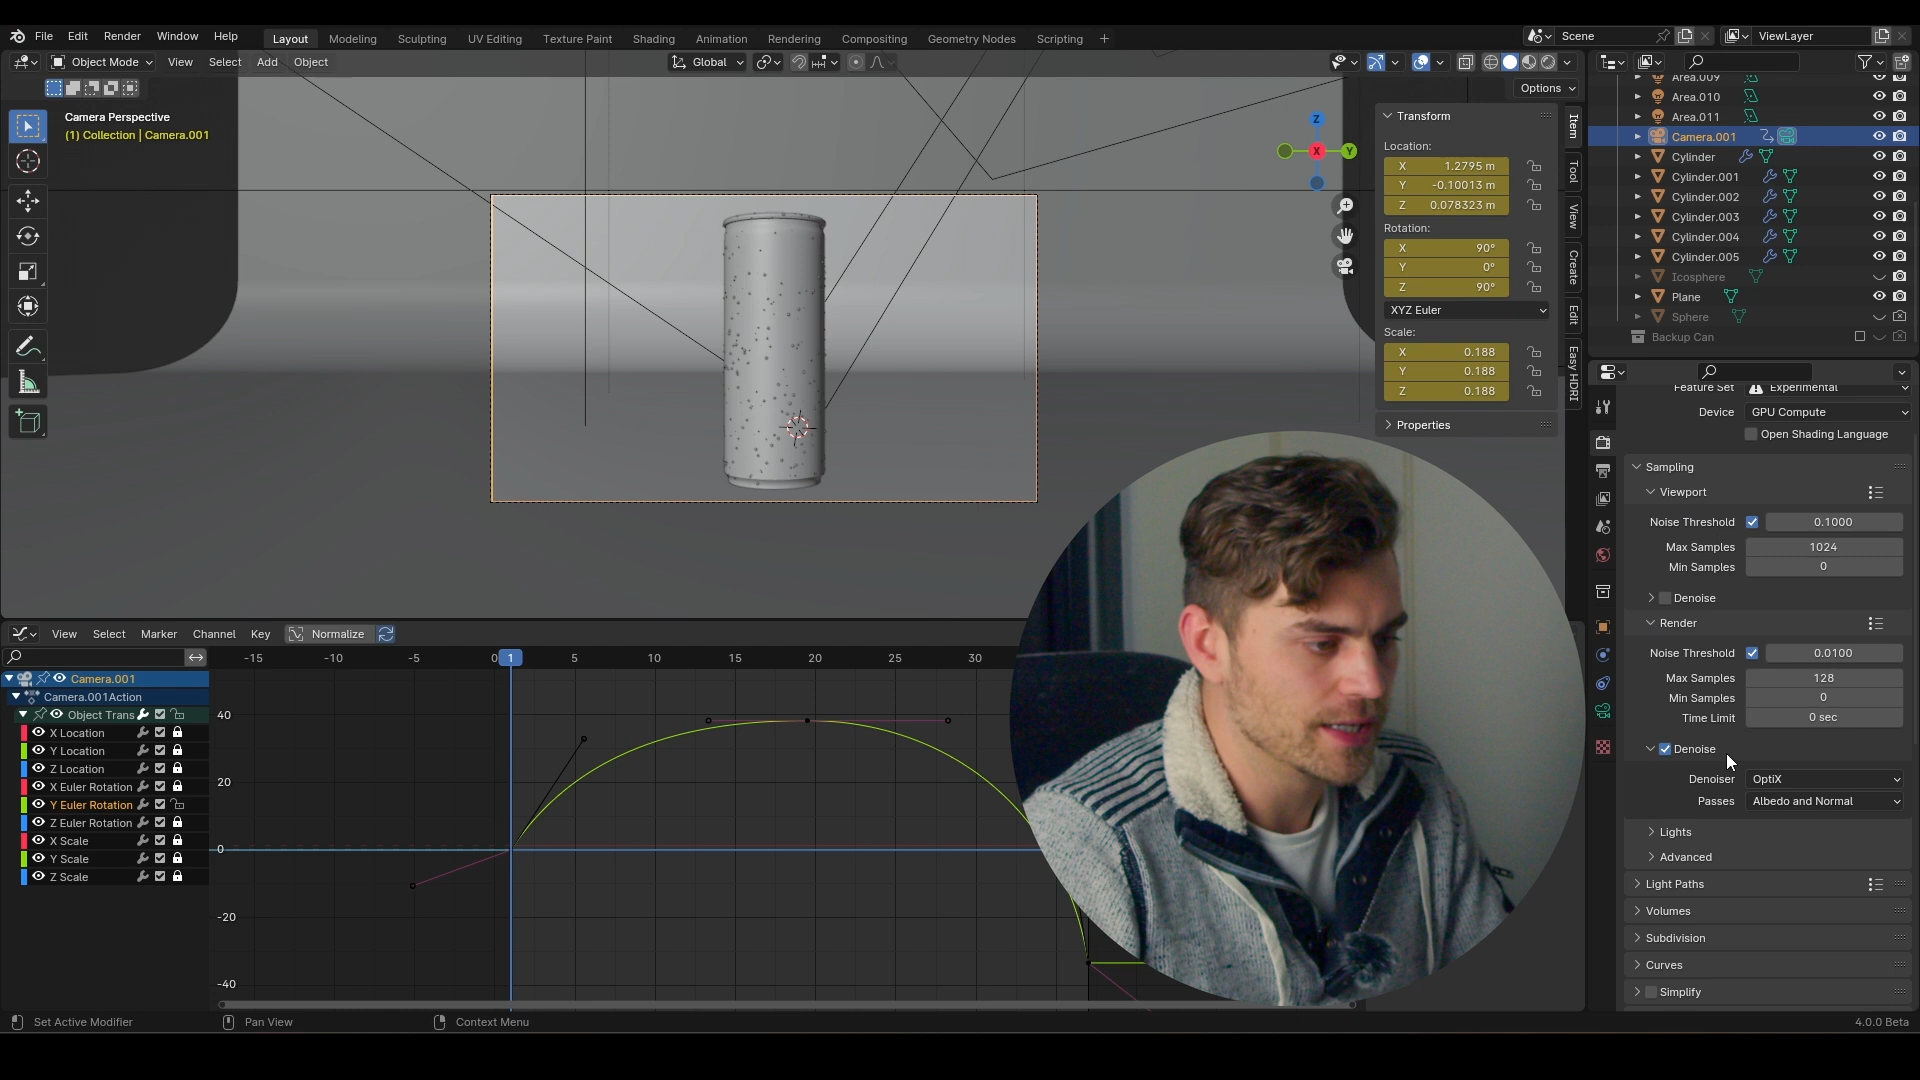 File Edit Render Window Help
Layout Modeling Sculpting UV Editing Texture Paint Shading Animation Rendering Compositing Geometry Nodes Scripting +
Scene ViewLayer
Object Mode View Select Add Object Global
Options
Camera Perspective
(1) Collection | Camera.001
Z
X
Y
Transform
Location:
X 1.2795 m
Y -0.10013 m
Z 0.078323 m
Rotation:
X 90°
Y 0°
Z 90°
XYZ Euler
Scale:
X 0.188
Y 0.188
Z 0.188
Properties
Item
Tool
View
Create
Edit
Easy HDRI
Area.009
Area.010
Area.011
Camera.001
Cylinder
Cylinder.001
Cylinder.002
Cylinder.003
Cylinder.004
Cylinder.005
Icosphere
Plane
Sphere
Backup Can
Feature Set Experimental
Device GPU Compute
Open Shading Language
Sampling
Viewport
Noise Threshold 0.1000
Max Samples 1024
Min Samples 0
Denoise
Render
Noise Threshold 0.0100
Max Samples 128
Min Samples 0
Time Limit 0 sec
Denoise
Denoiser OptiX
Passes Albedo and Normal
Lights
Advanced
Light Paths
Volumes
Subdivision
Curves
Simplify
View Select Marker Channel Key Normalize
-15 -10 -5 0 1 5 10 15 20 25 30
Camera.001
Camera.001Action
Object Trans
X Location
Y Location
Z Location
X Euler Rotation
Y Euler Rotation
Z Euler Rotation
X Scale
Y Scale
Z Scale
40
20
0
-20
-40
Set Active Modifier Pan View Context Menu 4.0.0 Beta